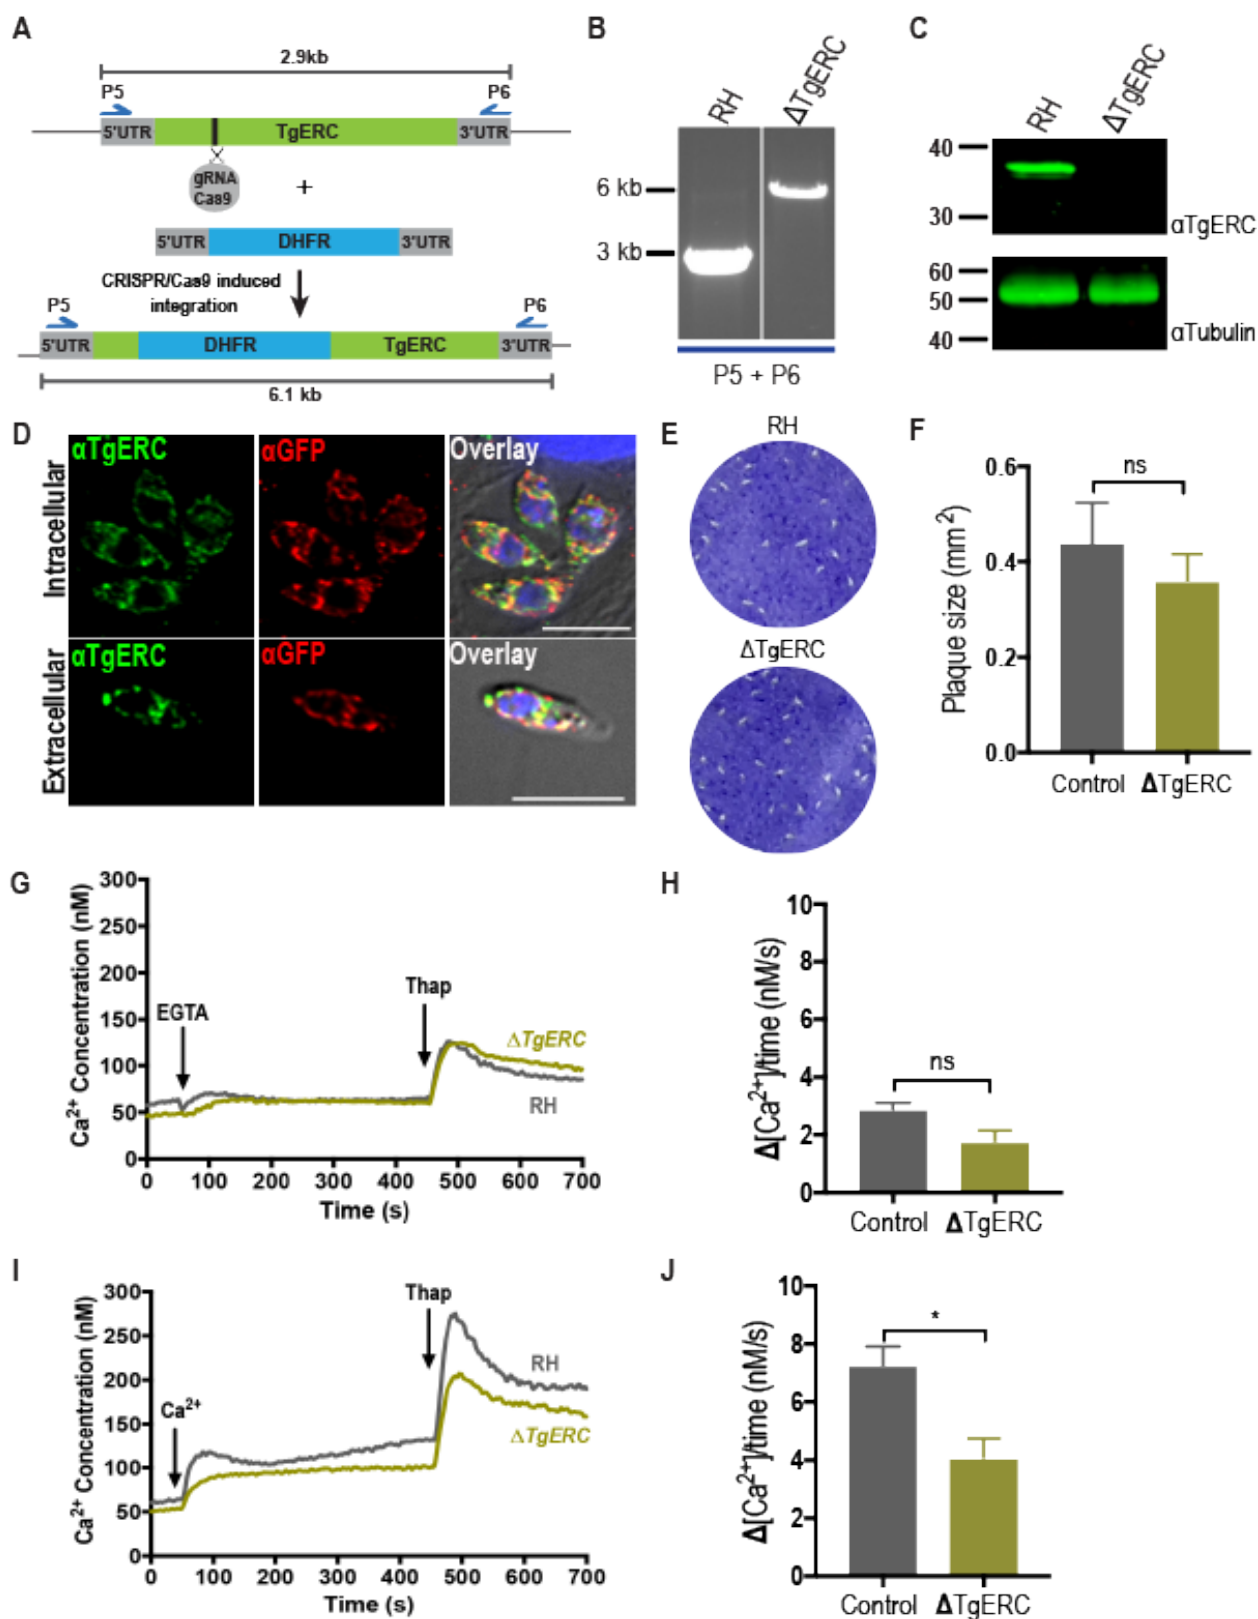 A
2.9kb
P5
P6
5'UTR
TgERC
3'UTR
gRNA
Cas9
+
5'UTR
DHFR
3'UTR
CRISPR/Cas9 induced
integration
P5
P6
5'UTR
DHFR
TgERC
3'UTR
6.1 kb
B
RH
ΔTgERC
6 kb
3 kb
P5 + P6
C
RH
ΔTgERC
40
30
αTgERC
60
50
40
αTubulin
D
Intracellular
αTgERC
αGFP
Overlay
Extracellular
αTgERC
αGFP
Overlay
E
RH
ΔTgERC
F
Plaque size (mm²)
0.6
0.4
0.2
0.0
ns
Control
ΔTgERC
G
Ca²⁺ Concentration (nM)
300
250
200
150
100
50
0
EGTA
Thap
ΔTgERC
RH
0 100 200 300 400 500 600 700
Time (s)
H
Δ[Ca²⁺]/time (nM/s)
10
8
6
4
2
0
ns
Control
ΔTgERC
I
Ca²⁺ Concentration (nM)
300
250
200
150
100
50
0
Ca²⁺
Thap
RH
ΔTgERC
0 100 200 300 400 500 600 700
Time (s)
J
Δ[Ca²⁺]/time (nM/s)
10
8
6
4
2
0
*
Control
ΔTgERC